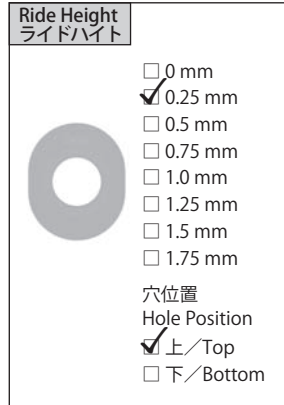 Ride Height
ライドハイト
0 mm
0.25 mm
0.5 mm
0.75 mm
1.0 mm
1.25 mm
1.5 mm
1.75 mm
穴位置
Hole Position
上／Top
下／Bottom